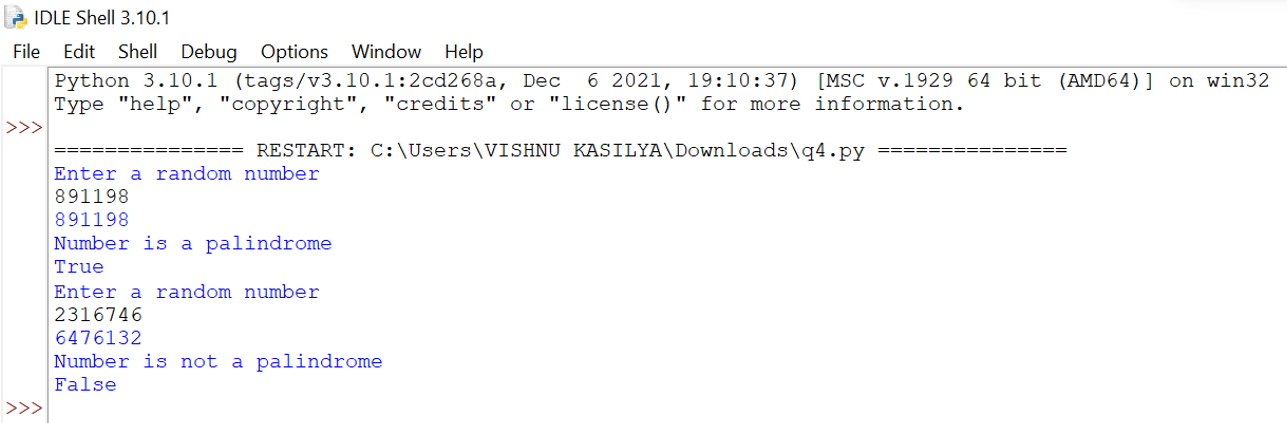 IDLE Shell 3.10.1
File Edit Shell Debug Options Window Help
Python 3.10.1 (tags/v3.10.1:2cd268a, Dec  6 2021, 19:10:37) [MSC v.1929 64 bit (AMD64)] on win32
Type "help", "copyright", "credits" or "license()" for more information.
>>>
=============== RESTART: C:\Users\VISHNU KASILYA\Downloads\q4.py ===============
Enter a random number
891198
891198
Number is a palindrome
True
Enter a random number
2316746
6476132
Number is not a palindrome
False
>>>